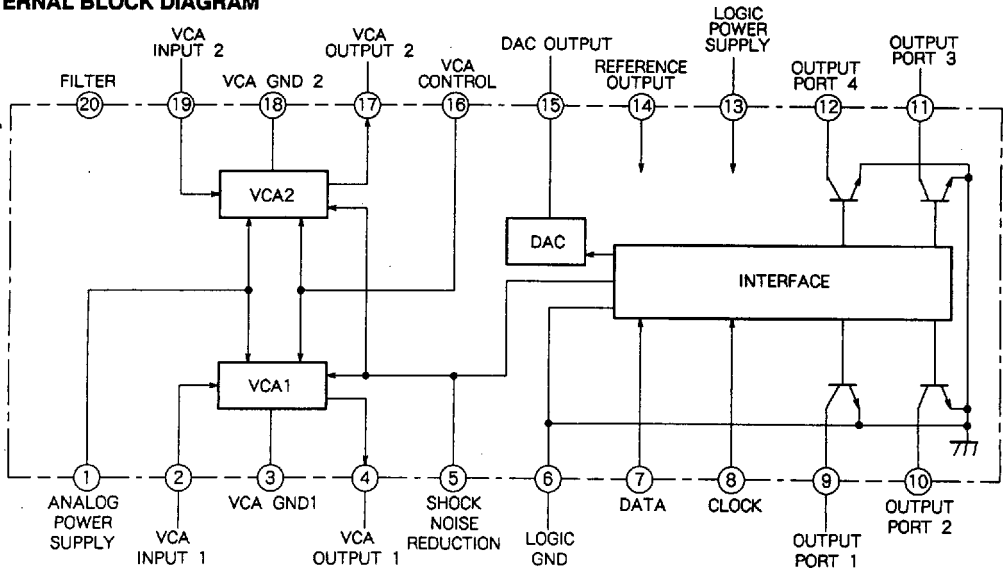 TERNAL BLOCK DIAGRAM
VCA
INPUT 2
VCA
OUTPUT 2
DAC OUTPUT
LOGIC
POWER
SUPPLY
OUTPUT
PORT 3
FILTER
VCA GND 2
VCA
CONTROL
REFERENCE
OUTPUT
OUTPUT
PORT 4
20
19
18
17
16
15
14
13
12
11
VCA2
DAC
INTERFACE
VCA1
1
2
3
4
5
6
7
8
9
10
ANALOG
POWER
SUPPLY
VCA
INPUT 1
VCA GND1
VCA
OUTPUT 1
SHOCK
NOISE
REDUCTION
LOGIC
GND
DATA
CLOCK
OUTPUT
PORT 1
OUTPUT
PORT 2